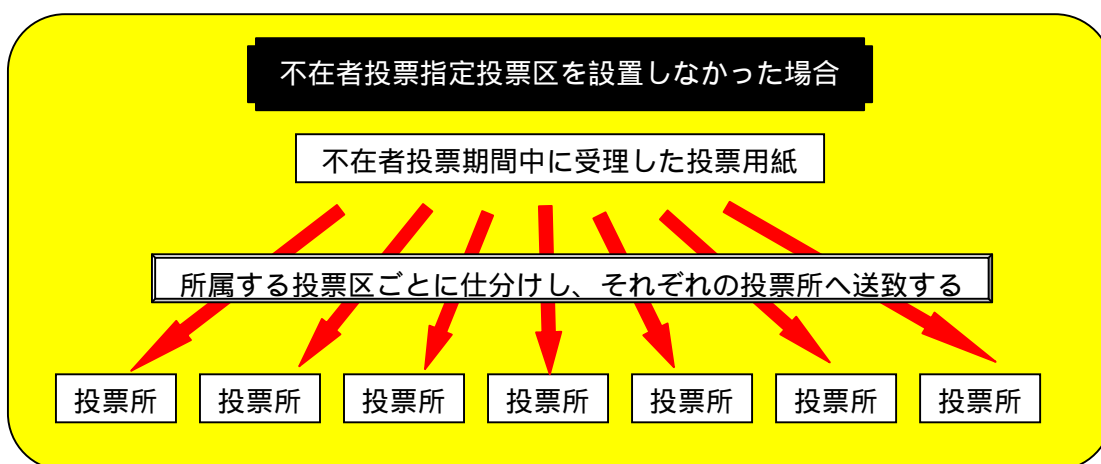 不在者投票指定投票区を設置しなかった場合
不在者投票期間中に受理した投票用紙
所属する投票区ごとに仕分けし、それぞれの投票所へ送致する
投票所 投票所 投票所 投票所 投票所 投票所 投票所